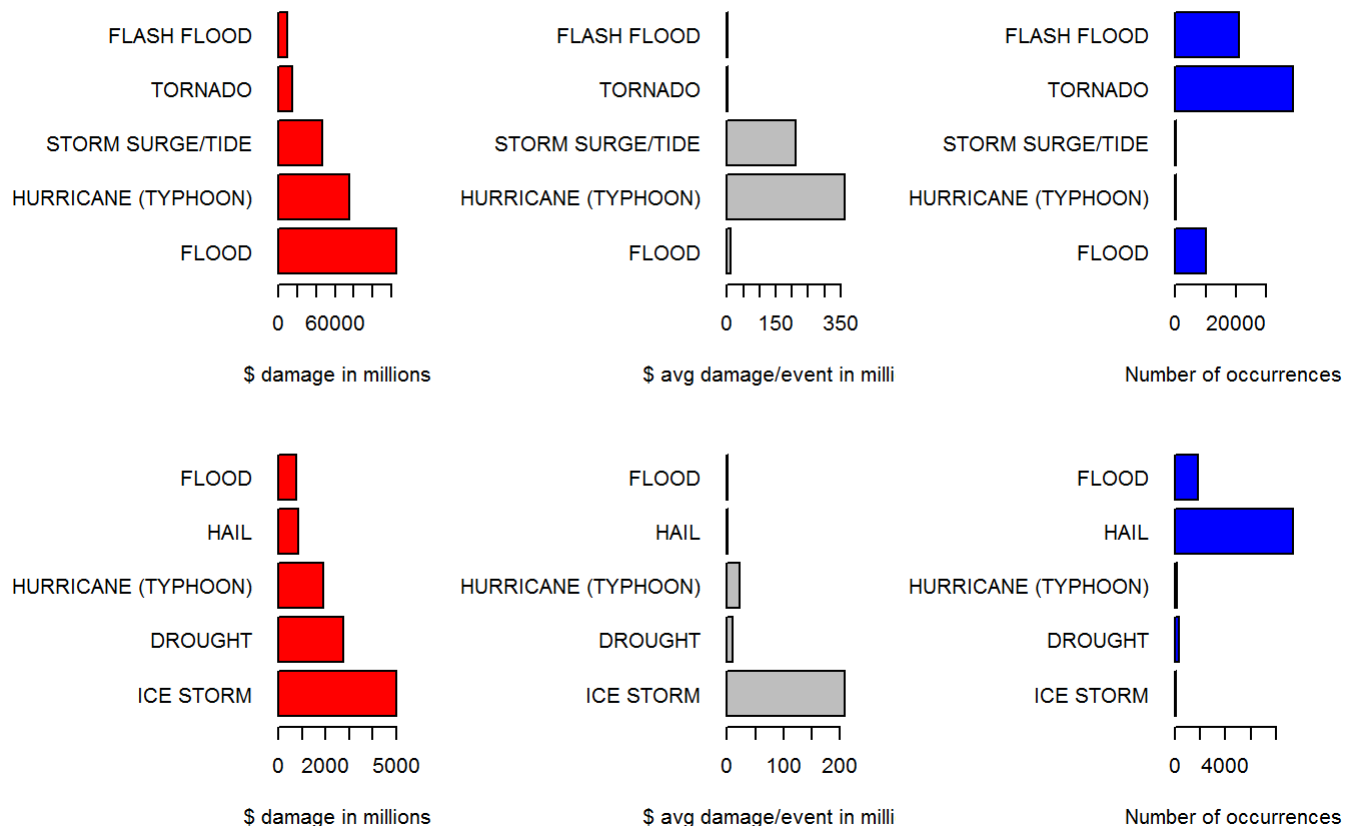 FLASH FLOOD
TORNADO
STORM SURGE/TIDE
HURRICANE (TYPHOON)
FLOOD
0 60000
$ damage in millions
FLASH FLOOD
TORNADO
STORM SURGE/TIDE
HURRICANE (TYPHOON)
FLOOD
0 150 350
$ avg damage/event in milli
FLASH FLOOD
TORNADO
STORM SURGE/TIDE
HURRICANE (TYPHOON)
FLOOD
0 20000
Number of occurrences
FLOOD
HAIL
HURRICANE (TYPHOON)
DROUGHT
ICE STORM
0 2000 5000
$ damage in millions
FLOOD
HAIL
HURRICANE (TYPHOON)
DROUGHT
ICE STORM
0 100 200
$ avg damage/event in milli
FLOOD
HAIL
HURRICANE (TYPHOON)
DROUGHT
ICE STORM
0 4000
Number of occurrences